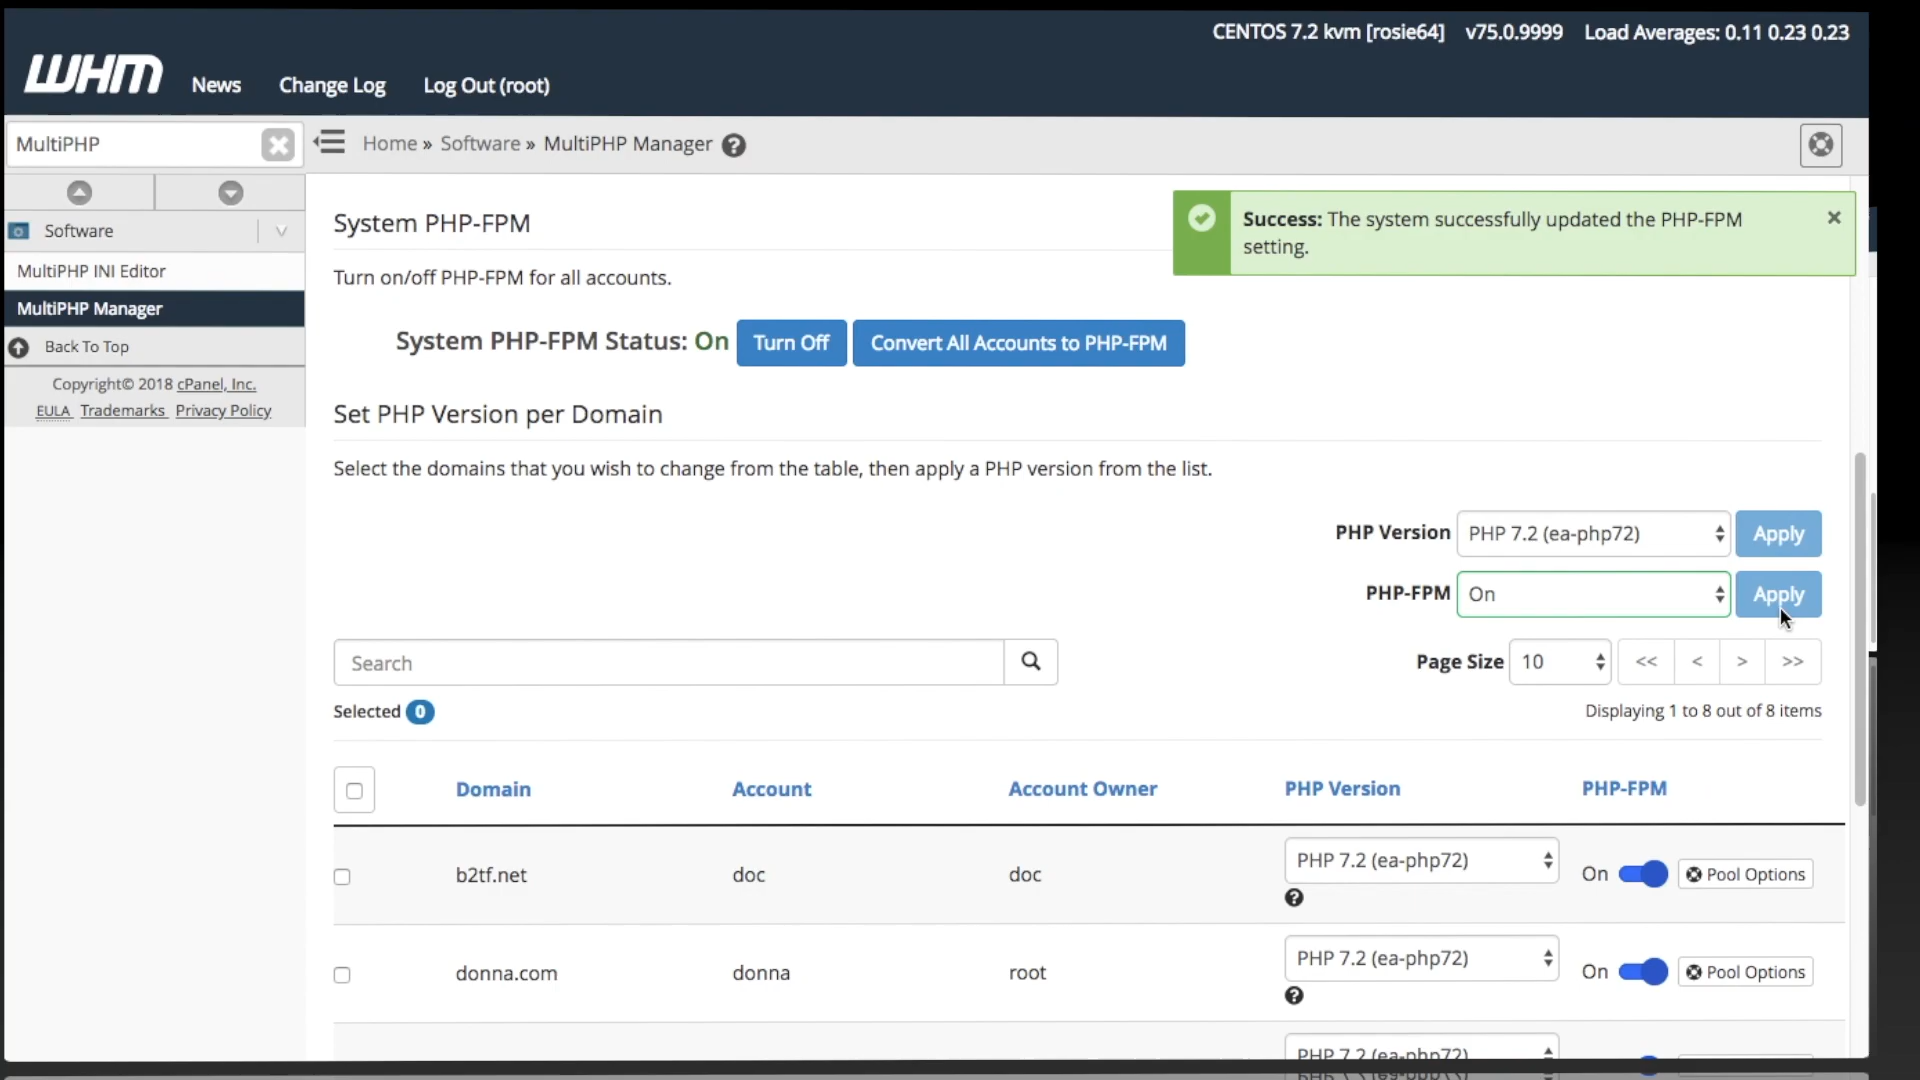 CENTOS 7.2 kvm [rosie64] v75.0.9999 Load Averages: 0.11 0.23 0.23
WHM News Change Log Log Out (root)
MultiPHP
Home » Software » MultiPHP Manager
Software
MultiPHP INI Editor
MultiPHP Manager
Back To Top
Copyright© 2018 cPanel, Inc.
EULA Trademarks Privacy Policy
System PHP-FPM
Success: The system successfully updated the PHP-FPM
setting.
×
Turn on/off PHP-FPM for all accounts.
System PHP-FPM Status: On Turn Off Convert All Accounts to PHP-FPM
Set PHP Version per Domain
Select the domains that you wish to change from the table, then apply a PHP version from the list.
PHP Version PHP 7.2 (ea-php72) Apply
PHP-FPM On Apply
Search Page Size 10 << < > >>
Selected 0 Displaying 1 to 8 out of 8 items
Domain Account Account Owner PHP Version PHP-FPM
b2tf.net doc doc PHP 7.2 (ea-php72) On Pool Options
donna.com donna root PHP 7.2 (ea-php72) On Pool Options
PHP 7.2 (ea-php72)